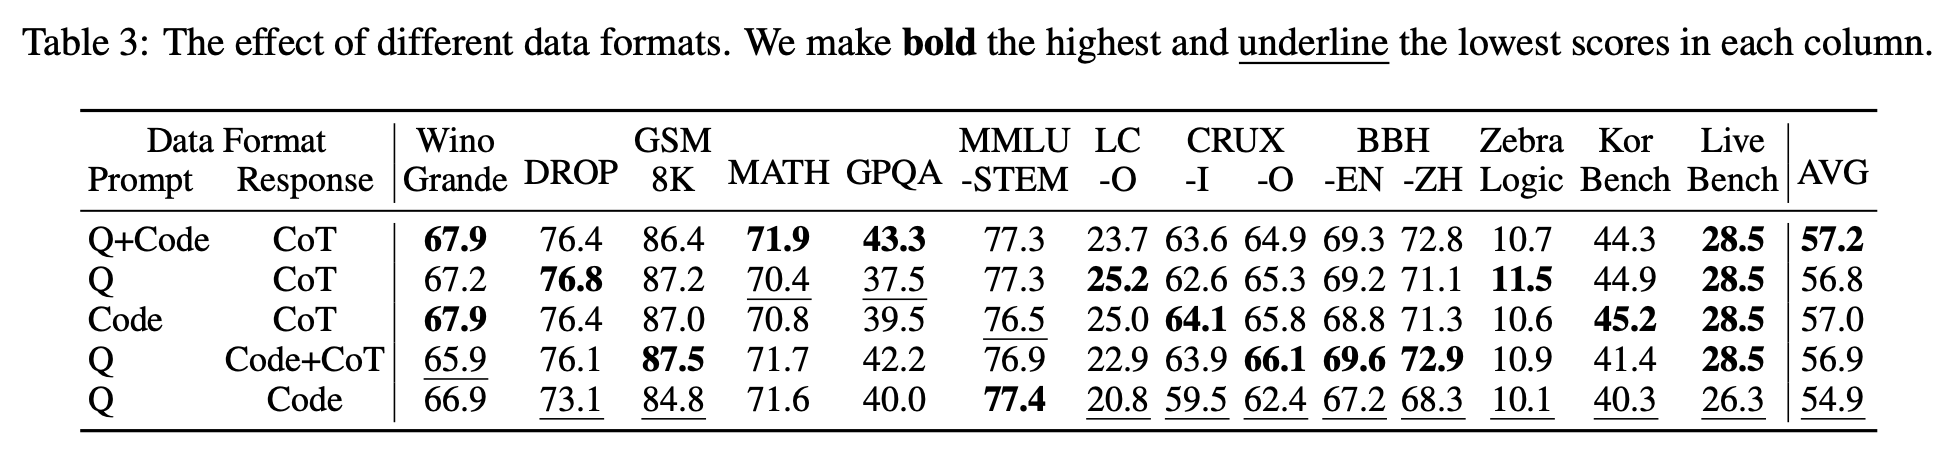 Table 3: The effect of different data formats. We make bold the highest and underline the lowest scores in each column.
Data Format Wino GSM MMLU LC CRUX BBH Zebra Kor Live
Prompt Response Grande DROP 8K MATH GPQA -STEM -O -I -O -EN -ZH Logic Bench Bench AVG
Q+Code CoT 67.9 76.4 86.4 71.9 43.3 77.3 23.7 63.6 64.9 69.3 72.8 10.7 44.3 28.5 57.2
Q CoT 67.2 76.8 87.2 70.4 37.5 77.3 25.2 62.6 65.3 69.2 71.1 11.5 44.9 28.5 56.8
Code CoT 67.9 76.4 87.0 70.8 39.5 76.5 25.0 64.1 65.8 68.8 71.3 10.6 45.2 28.5 57.0
Q Code+CoT 65.9 76.1 87.5 71.7 42.2 76.9 22.9 63.9 66.1 69.6 72.9 10.9 41.4 28.5 56.9
Q Code 66.9 73.1 84.8 71.6 40.0 77.4 20.8 59.5 62.4 67.2 68.3 10.1 40.3 26.3 54.9